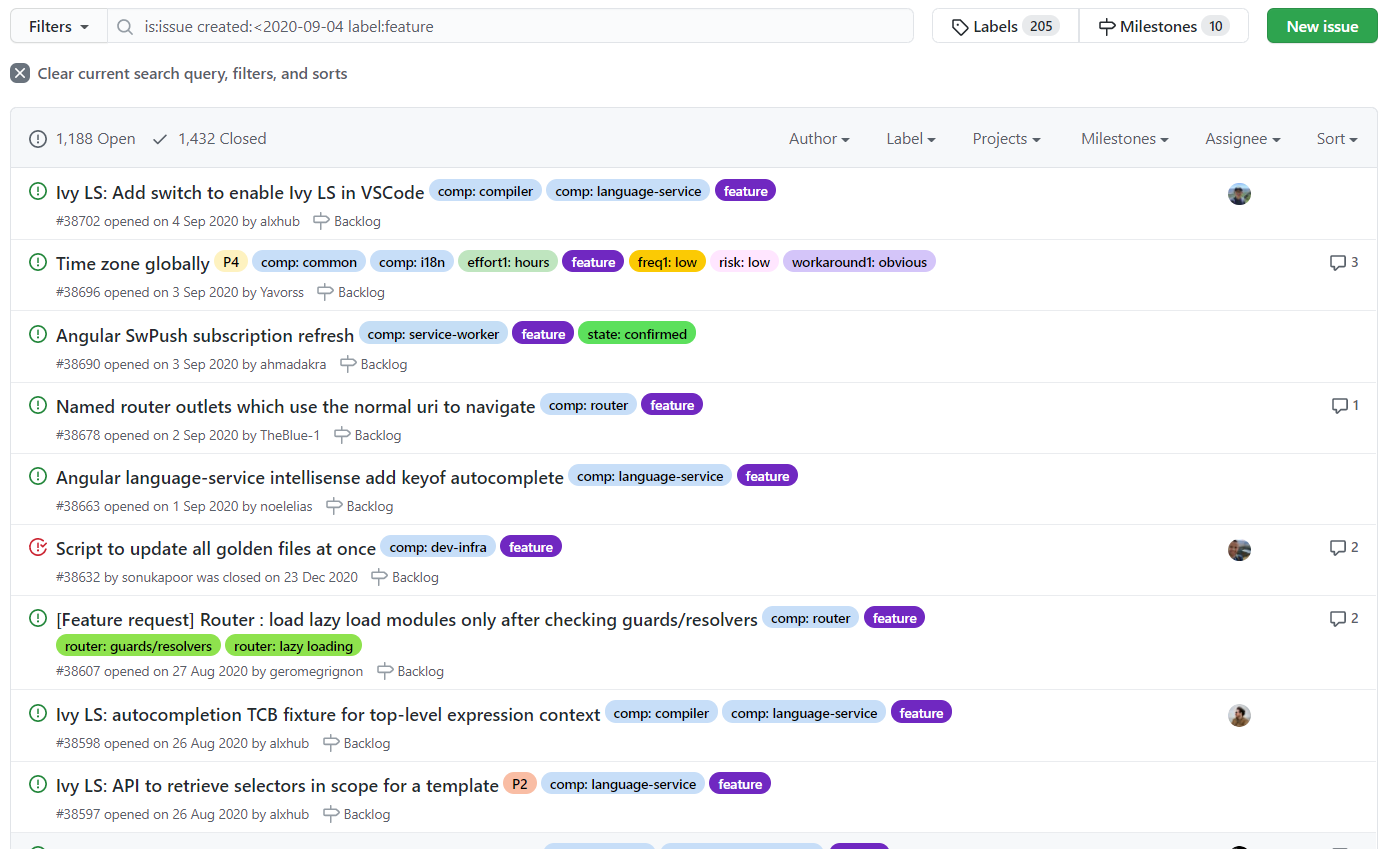 Filters is:issue created:<2020-09-04 label:feature Labels 205 Milestones 10 New issue
Clear current search query, filters, and sorts
1,188 Open 1,432 Closed Author Label Projects Milestones Assignee Sort
Ivy LS: Add switch to enable Ivy LS in VSCode comp: compiler comp: language-service feature
#38702 opened on 4 Sep 2020 by alxhub Backlog
Time zone globally P4 comp: common comp: i18n effort1: hours feature freq1: low risk: low workaround1: obvious 3
#38696 opened on 3 Sep 2020 by Yavorss Backlog
Angular SwPush subscription refresh comp: service-worker feature state: confirmed
#38690 opened on 3 Sep 2020 by ahmadakra Backlog
Named router outlets which use the normal uri to navigate comp: router feature 1
#38678 opened on 2 Sep 2020 by TheBlue-1 Backlog
Angular language-service intellisense add keyof autocomplete comp: language-service feature
#38663 opened on 1 Sep 2020 by noelelias Backlog
Script to update all golden files at once comp: dev-infra feature 2
#38632 by sonukapoor was closed on 23 Dec 2020 Backlog
[Feature request] Router : load lazy load modules only after checking guards/resolvers comp: router feature 2
router: guards/resolvers router: lazy loading
#38607 opened on 27 Aug 2020 by geromegrignon Backlog
Ivy LS: autocompletion TCB fixture for top-level expression context comp: compiler comp: language-service feature
#38598 opened on 26 Aug 2020 by alxhub Backlog
Ivy LS: API to retrieve selectors in scope for a template P2 comp: language-service feature
#38597 opened on 26 Aug 2020 by alxhub Backlog